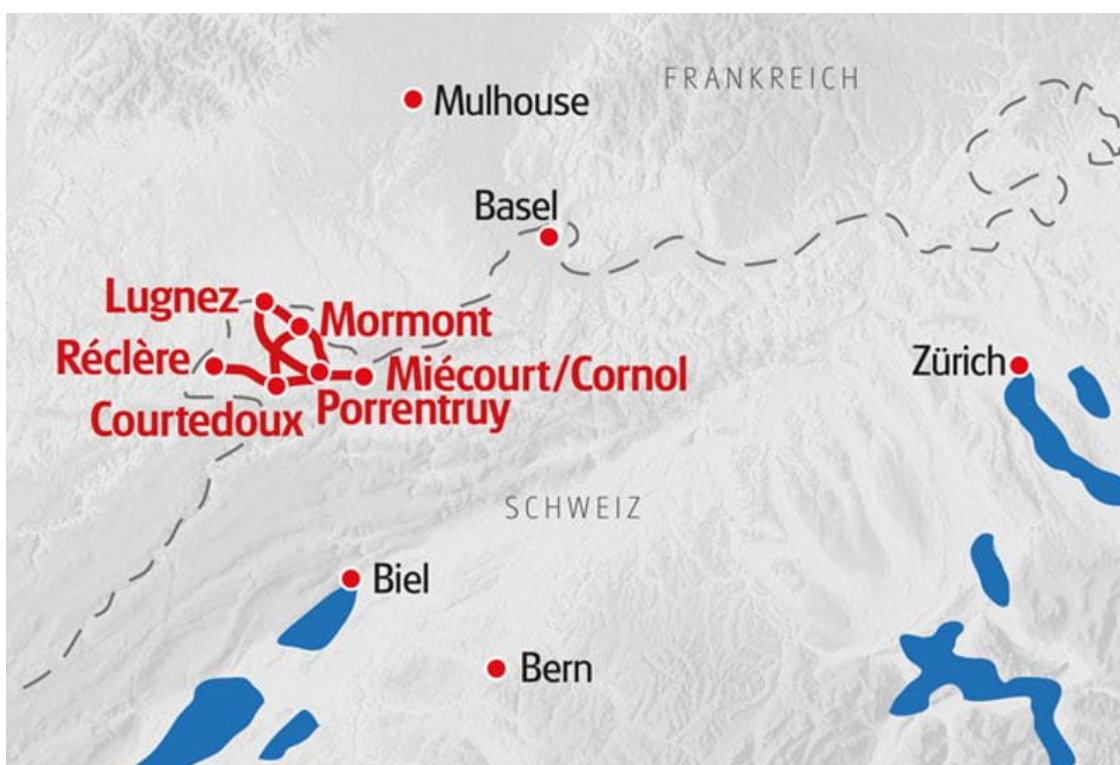 FRANKREICH
Mulhouse
Basel
Lugnez
Mormont
Réclère
Miécourt/Cornol
Zürich
Courtedoux
Porrentruy
SCHWEIZ
Biel
Bern